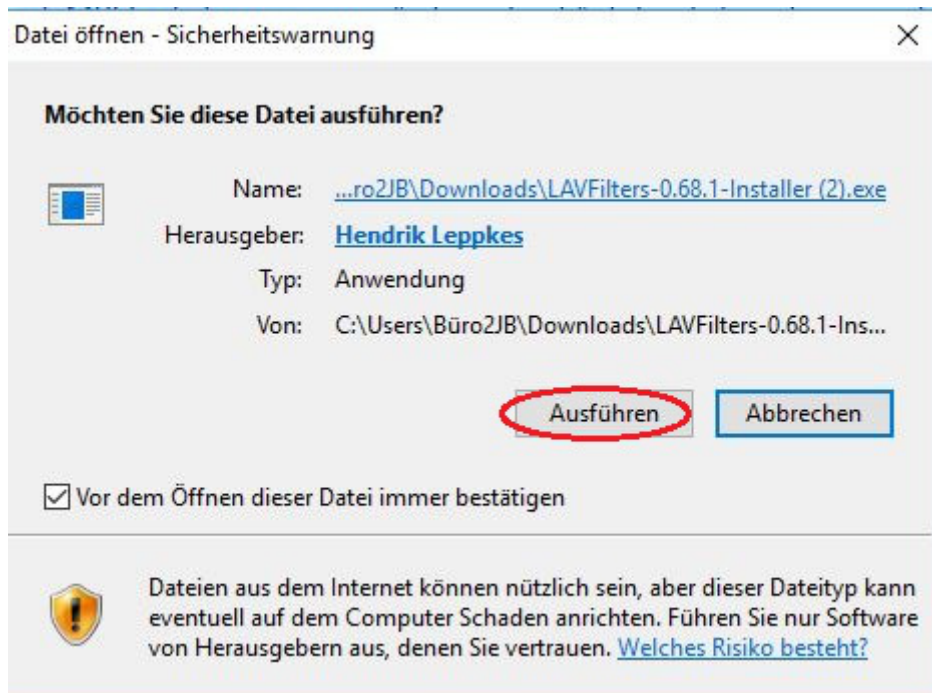 Datei öffnen - Sicherheitswarnung
Möchten Sie diese Datei ausführen?
Name: ...ro2JB\Downloads\LAVFilters-0.68.1-Installer (2).exe
Herausgeber: Hendrik Leppkes
Typ: Anwendung
Von: C:\Users\Büro2JB\Downloads\LAVFilters-0.68.1-Ins...
Ausführen Abbrechen
Vor dem Öffnen dieser Datei immer bestätigen
Dateien aus dem Internet können nützlich sein, aber dieser Dateityp kann
eventuell auf dem Computer Schaden anrichten. Führen Sie nur Software
von Herausgebern aus, denen Sie vertrauen. Welches Risiko besteht?